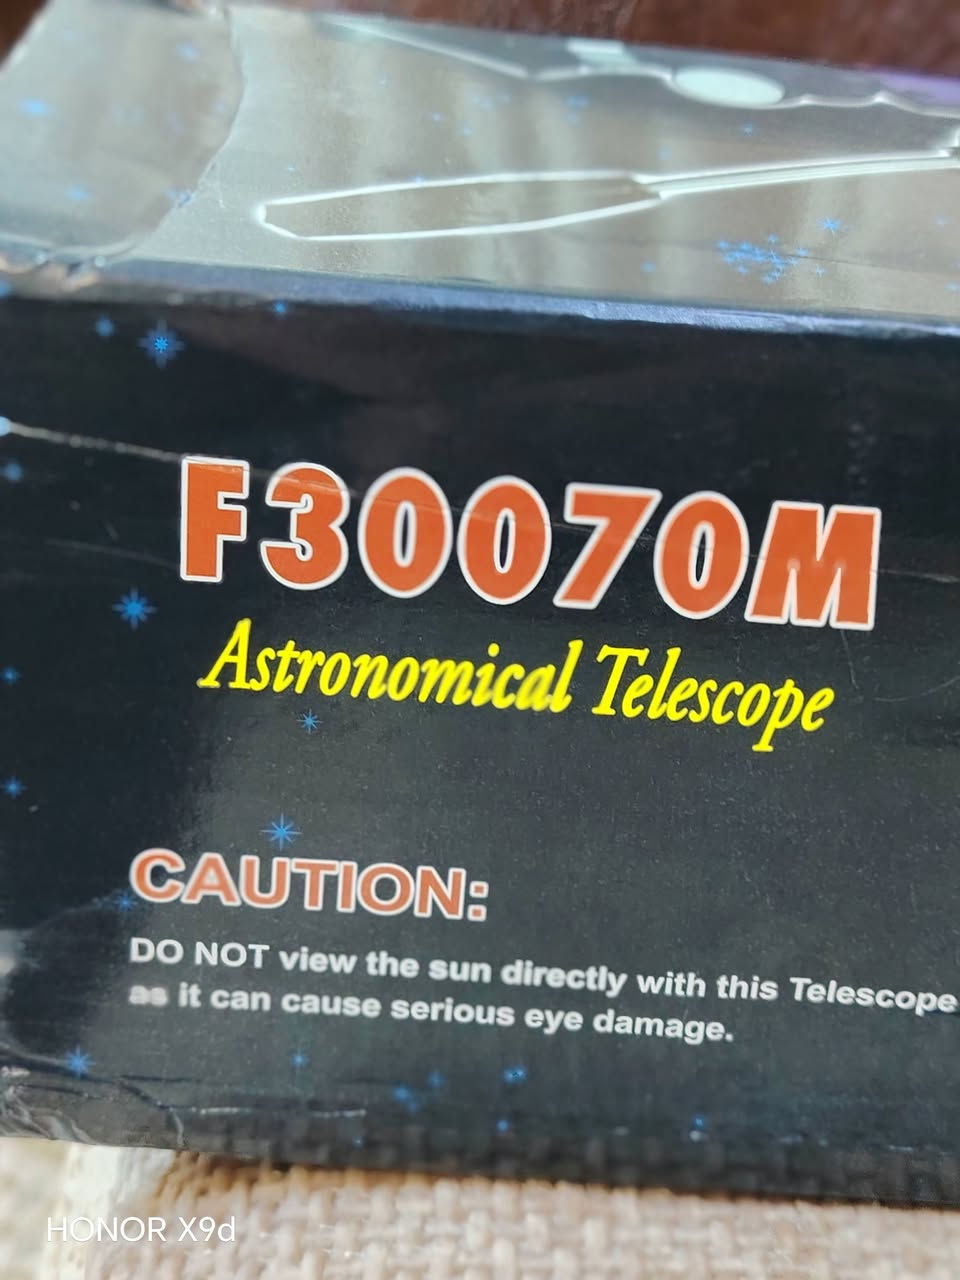 F30070M
Astronomical Telescope
CAUTION:
DO NOT view the sun directly with this Telescope
as it can cause serious eye damage.
HONOR X9d